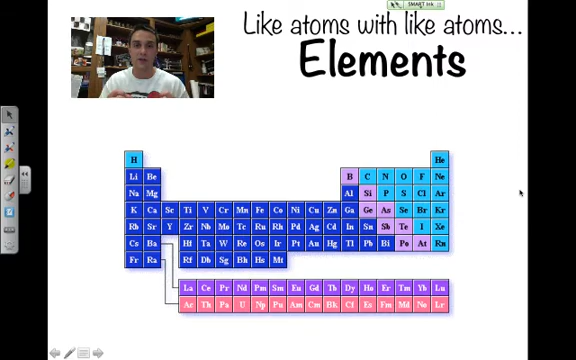 SMART Ink
Like atoms with like atoms...
Elements
H He
Li Be B C N O F Ne
Na Mg Al Si P S Cl Ar
K Ca Sc Ti V Cr Mn Fe Co Ni Cu Zn Ga Ge As Se Br Kr
Rb Sr Y Zr Nb Mo Tc Ru Rh Pd Ag Cd In Sn Sb Te I Xe
Cs Ba Hf Ta W Re Os Ir Pt Au Hg Tl Pb Bi Po At Rn
Fr Ra Rf Db Sg Bh Hs Mt
La Ce Pr Nd Pm Sm Eu Gd Tb Dy Ho Er Tm Yb Lu
Ac Th Pa U Np Pu Am Cm Bk Cf Es Fm Md No Lr